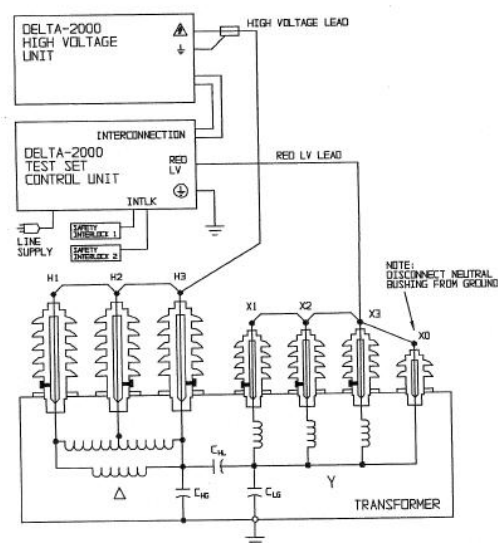 HIGH VOLTAGE LEAD
DELTA-2000
HIGH VOLTAGE
UNIT
INTERCONNECTION
DELTA-2000
TEST SET
CONTROL UNIT
RED
LV
RED LV LEAD
INTLK
LINE
SUPPLY
SAFETY
INTERLOCK 1
SAFETY
INTERLOCK 2
NOTE:
DISCONNECT NEUTRAL
BUSHING FROM GROUND
H1
H2
H3
X1
X2
X3
X0
CHL
CHG
CLG
Δ
Y
TRANSFORMER